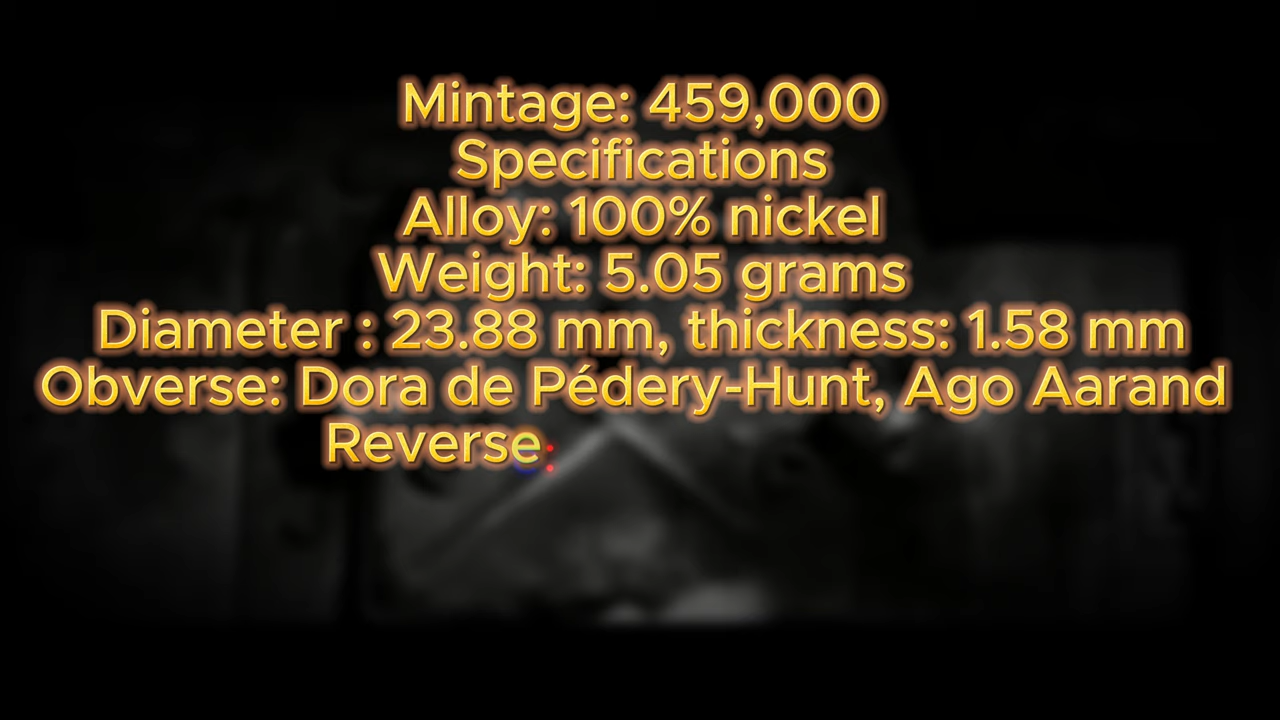 Mintage: 459,000
Specifications
Alloy: 100% nickel
Weight: 5.05 grams
Diameter : 23.88 mm, thickness: 1.58 mm
Obverse: Dora de Pédery-Hunt, Ago Aarand
Reverse: